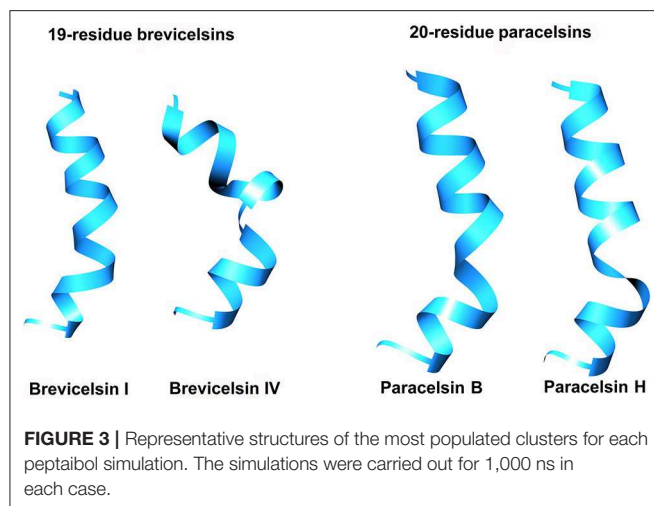 19-residue brevicelsins
20-residue paracelsins
Brevicelsin I
Brevicelsin IV
Paracelsin B
Paracelsin H
FIGURE 3 | Representative structures of the most populated clusters for each
peptaibol simulation. The simulations were carried out for 1,000 ns in
each case.